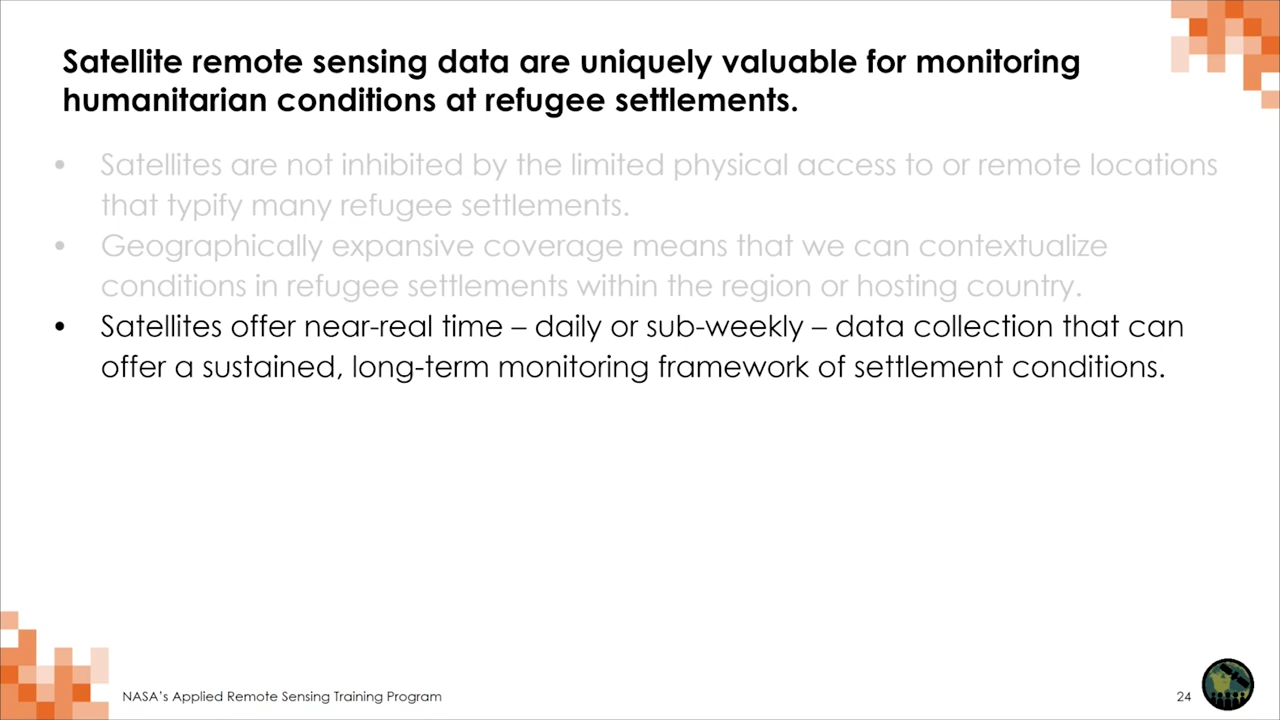 Satellite remote sensing data are uniquely valuable for monitoring
humanitarian conditions at refugee settlements.
• Satellites are not inhibited by the limited physical access to or remote locations
that typify many refugee settlements.
• Geographically expansive coverage means that we can contextualize
conditions in refugee settlements within the region or hosting country.
• Satellites offer near-real time – daily or sub-weekly – data collection that can
offer a sustained, long-term monitoring framework of settlement conditions.
NASA's Applied Remote Sensing Training Program
24